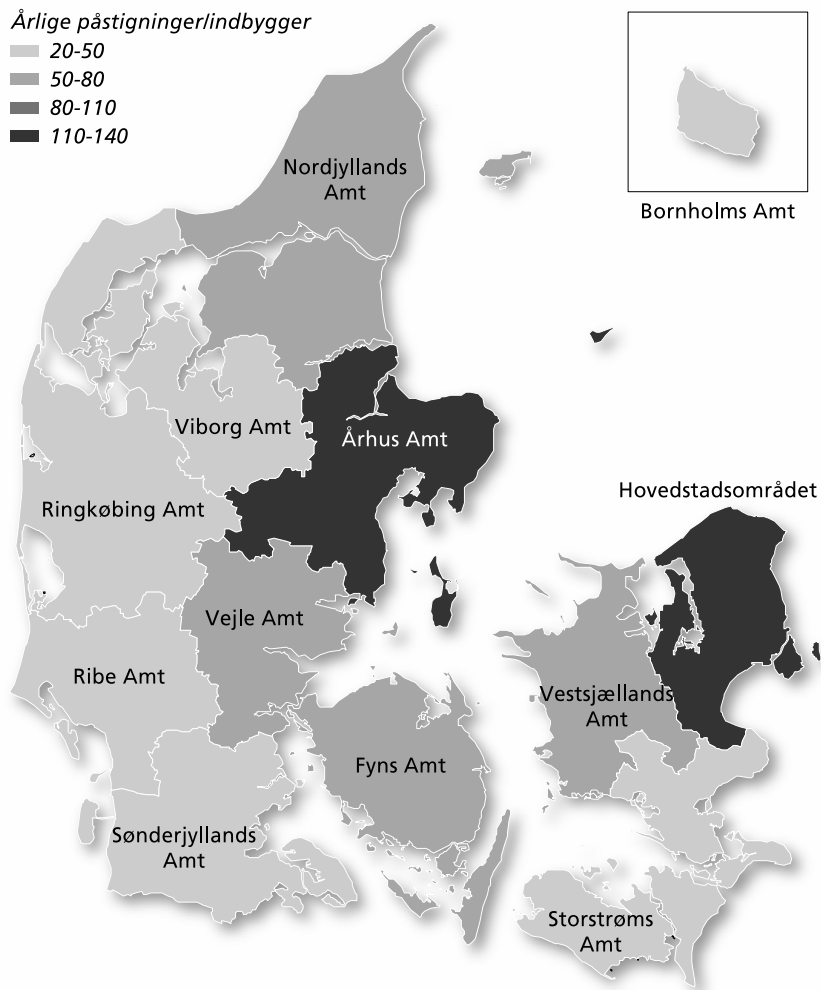 Årlige påstigninger/indbygger
20-50
50-80
80-110
110-140
Nordjyllands
Amt
Bornholms Amt
Viborg Amt
Århus Amt
Hovedstadsområdet
Ringkøbing Amt
Vejle Amt
Ribe Amt
Vestsjællands
Amt
Fyns Amt
Sønderjyllands
Amt
Storstrøms
Amt